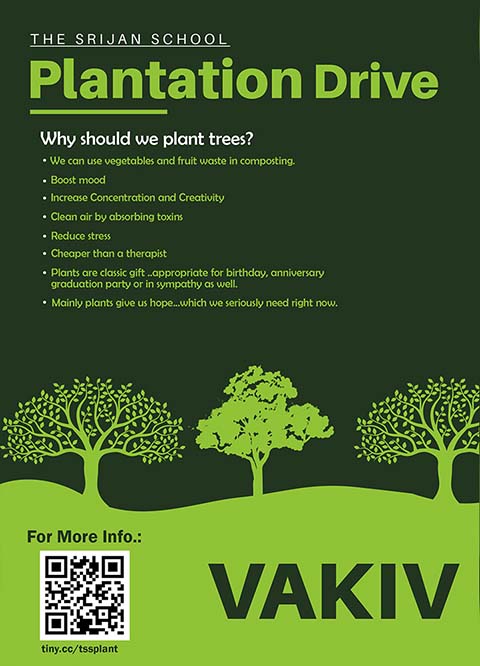 THE SRIJAN SCHOOL
Plantation Drive
Why should we plant trees?
• We can use vegetables and fruit waste in composting.
• Boost mood
• Increase Concentration and Creativity
• Clean air by absorbing toxins
• Reduce stress
• Cheaper than a therapist
• Plants are classic gift ..appropriate for birthday, anniversary
graduation party or in sympathy as well.
• Mainly plants give us hope...which we seriously need right now.
For More Info.:
VAKIV
tiny.cc/tssplant